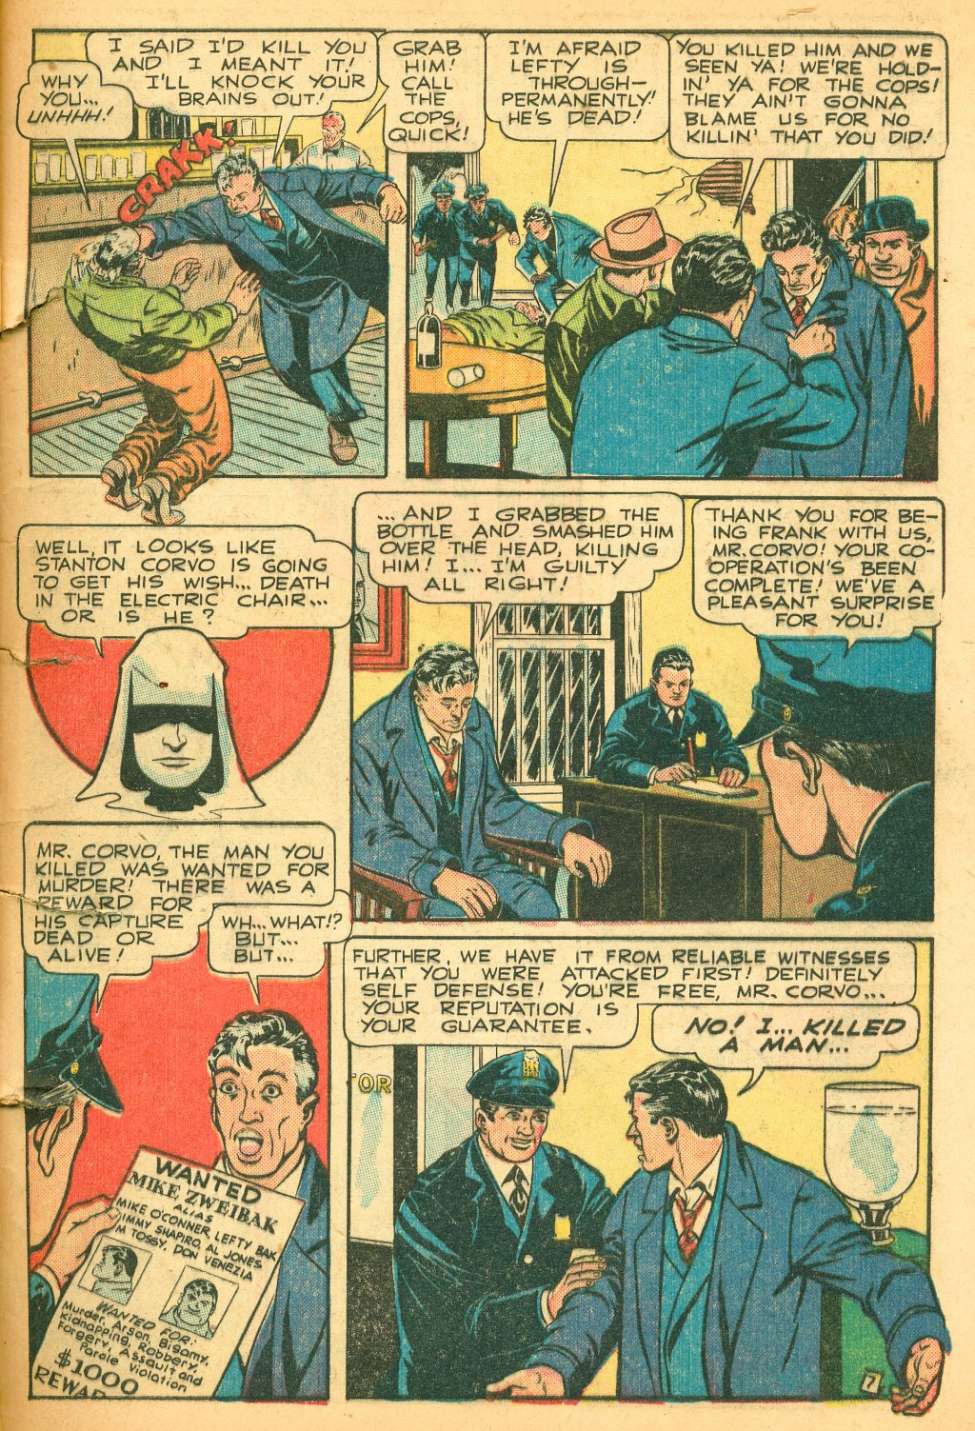 WHY
YOU...
UNHHH!
I SAID I'D KILL YOU
AND I MEANT IT!
I'LL KNOCK YOUR
BRAINS OUT!
CRAKK!
GRAB
HIM!
CALL
THE
COPS,
QUICK!
I'M AFRAID
LEFTY IS
THROUGH—
PERMANENTLY!
HE'S DEAD!
YOU KILLED HIM AND WE
SEEN YA! WE'RE HOLD-
IN' YA FOR THE COPS!
THEY AIN'T GONNA
BLAME US FOR NO
KILLIN' THAT YOU DID!
WELL, IT LOOKS LIKE
STANTON CORVO IS GOING
TO GET HIS WISH... DEATH
IN THE ELECTRIC CHAIR...
OR IS HE?
...AND I GRABBED THE
BOTTLE AND SMASHED HIM
OVER THE HEAD, KILLING
HIM! I... I'M GUILTY
ALL RIGHT!
THANK YOU FOR BE-
ING FRANK WITH US,
MR. CORVO! YOUR CO-
OPERATION'S BEEN
COMPLETE! WE'VE A
PLEASANT SURPRISE
FOR YOU!
MR. CORVO, THE MAN YOU
KILLED WAS WANTED FOR
MURDER! THERE WAS A
REWARD FOR
HIS CAPTURE
DEAD OR
ALIVE!
WH...WHAT!?
BUT...
BUT...
WANTED
MIKE ZWEIBAK
ALIAS
MIKE O'CONNER, LEFTY BAK
JIMMY SHAPIRO, AL JONES
M TOSSY, DON VENEZIA
WANTED FOR:
Murder, Arson, Bigamy,
Kidnapping, Robbery,
Forgery, Assault and
Parole Violation
$1000
REWA
FURTHER, WE HAVE IT FROM RELIABLE WITNESSES
THAT YOU WERE ATTACKED FIRST! DEFINITELY
SELF DEFENSE! YOU'RE FREE, MR. CORVO...
YOUR REPUTATION IS
YOUR GUARANTEE.
NO! I... KILLED
A MAN...
TOR
7